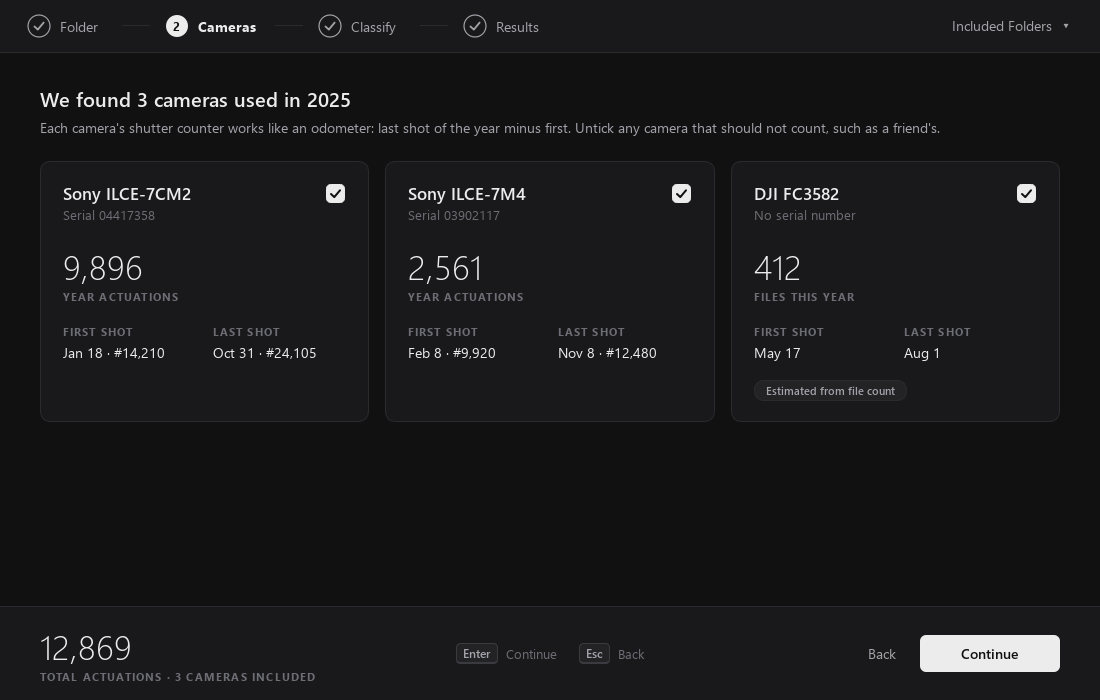 Folder 2 Cameras Classify Results Included Folders ▾
We found 3 cameras used in 2025
Each camera's shutter counter works like an odometer: last shot of the year minus first. Untick any camera that should not count, such as a friend's.
Sony ILCE-7CM2
Serial 04417358
9,896
YEAR ACTUATIONS
FIRST SHOT LAST SHOT
Jan 18 · #14,210 Oct 31 · #24,105
Sony ILCE-7M4
Serial 03902117
2,561
YEAR ACTUATIONS
FIRST SHOT LAST SHOT
Feb 8 · #9,920 Nov 8 · #12,480
DJI FC3582
No serial number
412
FILES THIS YEAR
FIRST SHOT LAST SHOT
May 17 Aug 1
Estimated from file count
12,869
TOTAL ACTUATIONS · 3 CAMERAS INCLUDED
Enter Continue Esc Back
Back Continue